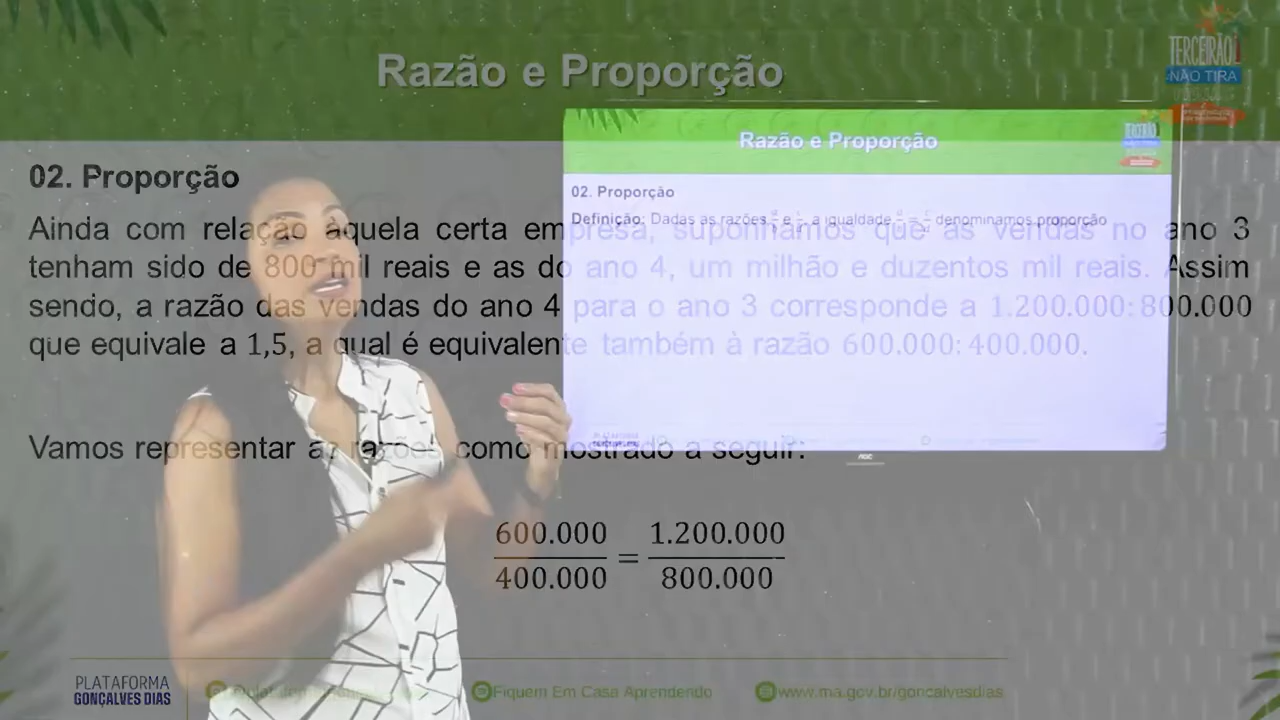 Razão e Proporção
TERCEIRÃO
NÃO TIRA
02. Proporção
Ainda com relação àquela certa empresa, suponhamos que as vendas no ano 3
tenham sido de 800 mil reais e as do ano 4, um milhão e duzentos mil reais. Assim
sendo, a razão das vendas do ano 4 para o ano 3 corresponde a 1.200.000:800.000
que equivale a 1,5, a qual é equivalente também à razão 600.000:400.000.
Vamos representar as razões como mostrado a seguir:
600.000 / 400.000 = 1.200.000 / 800.000
Razão e Proporção
02. Proporção
Definição: Dadas as razões e a igualdade denominamos proporção
AOC
PLATAFORMA
GONÇALVES DIAS
Fiquem Em Casa Aprendendo
www.ma.gov.br/goncalvesdias